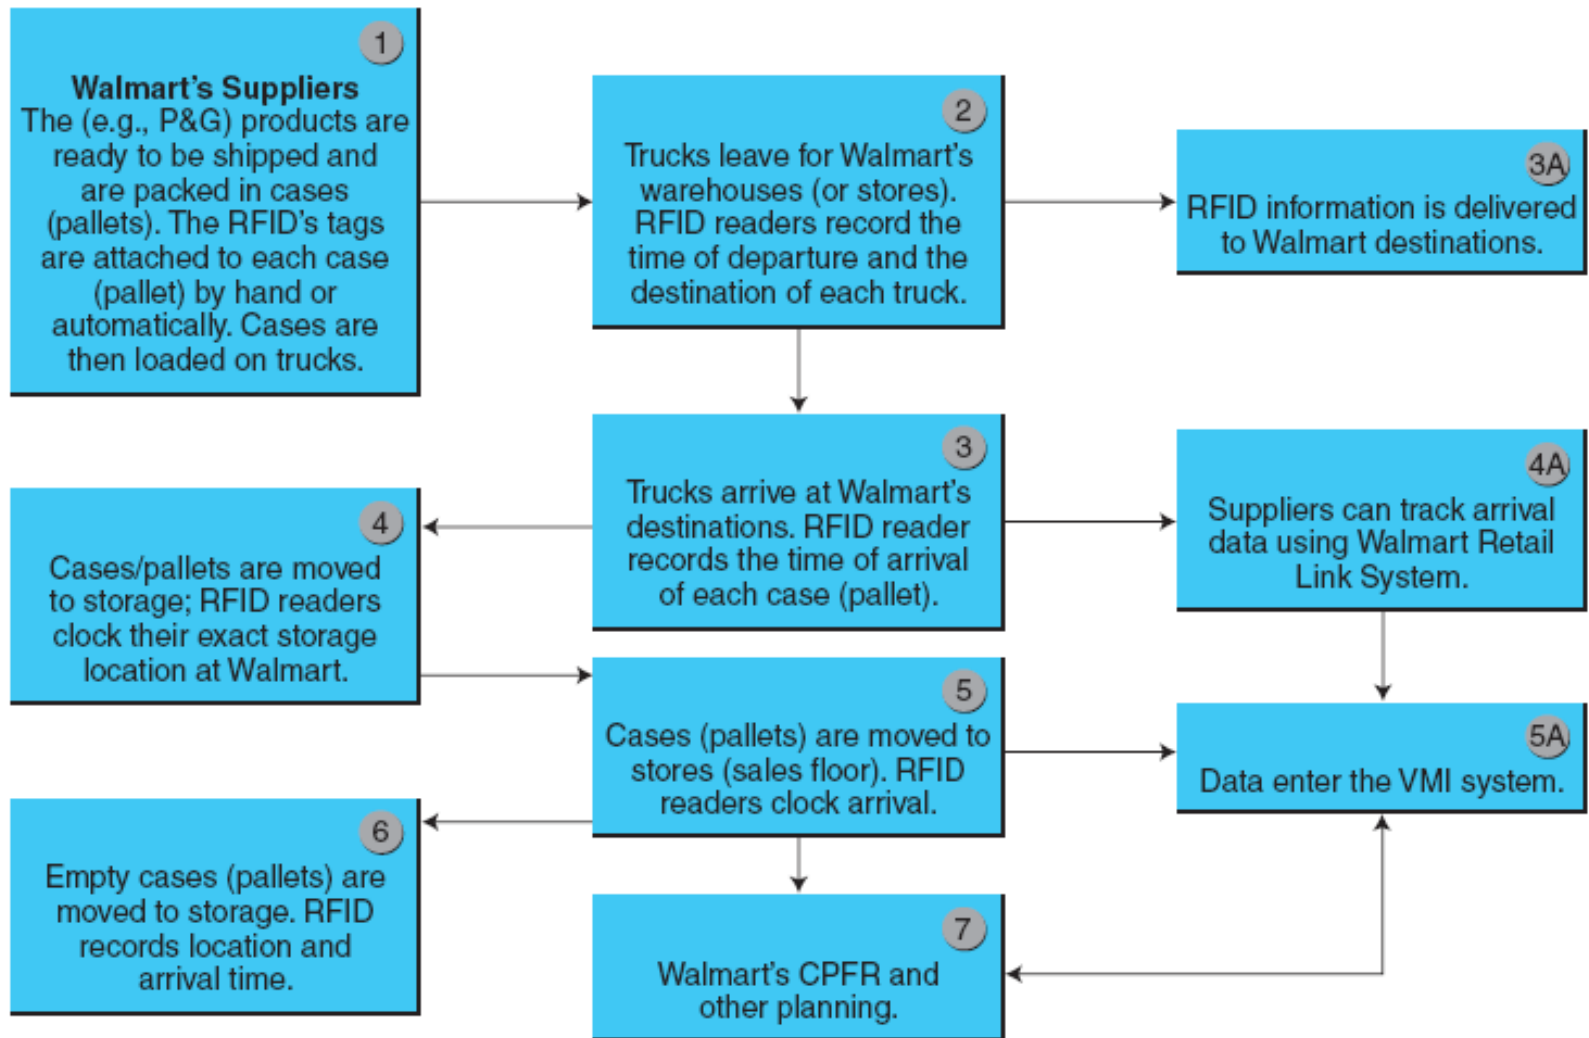 1
Walmart's Suppliers
The (e.g., P&G) products are
ready to be shipped and
are packed in cases
(pallets). The RFID's tags
are attached to each case
(pallet) by hand or
automatically. Cases are
then loaded on trucks.
2
Trucks leave for Walmart's
warehouses (or stores).
RFID readers record the
time of departure and the
destination of each truck.
3A
RFID information is delivered
to Walmart destinations.
3
Trucks arrive at Walmart's
destinations. RFID reader
records the time of arrival
of each case (pallet).
4A
Suppliers can track arrival
data using Walmart Retail
Link System.
4
Cases/pallets are moved
to storage; RFID readers
clock their exact storage
location at Walmart.
5
Cases (pallets) are moved to
stores (sales floor). RFID
readers clock arrival.
5A
Data enter the VMI system.
6
Empty cases (pallets) are
moved to storage. RFID
records location and
arrival time.
7
Walmart's CPFR and
other planning.